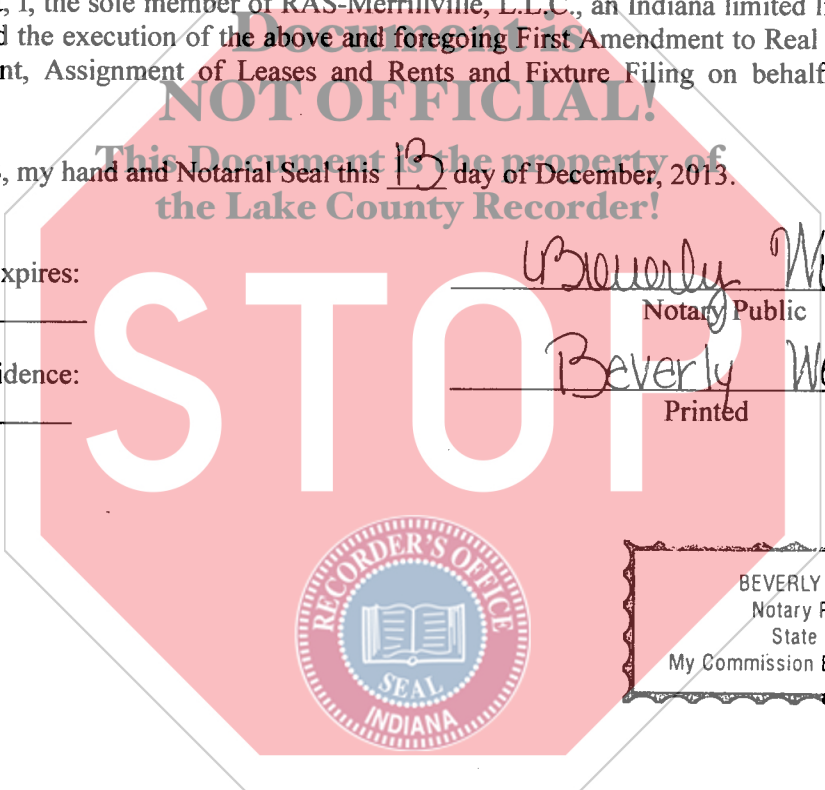 , I, the sole member of RAS-Merrillville, L.L.C., an Indiana limited li
Document is
d the execution of the above and foregoing First Amendment to Real
nt, Assignment of Leases and Rents and Fixture Filing on behalf
NOT OFFICIAL!
This Document is the property of
, my hand and Notarial Seal this 13 day of December, 2013.
the Lake County Recorder!
xpires:
Beverly W
Notary Public
idence:
Beverly We
Printed
STOP
RECORDER'S OFFICE
SEAL
INDIANA
BEVERLY
Notary P
State
My Commission E